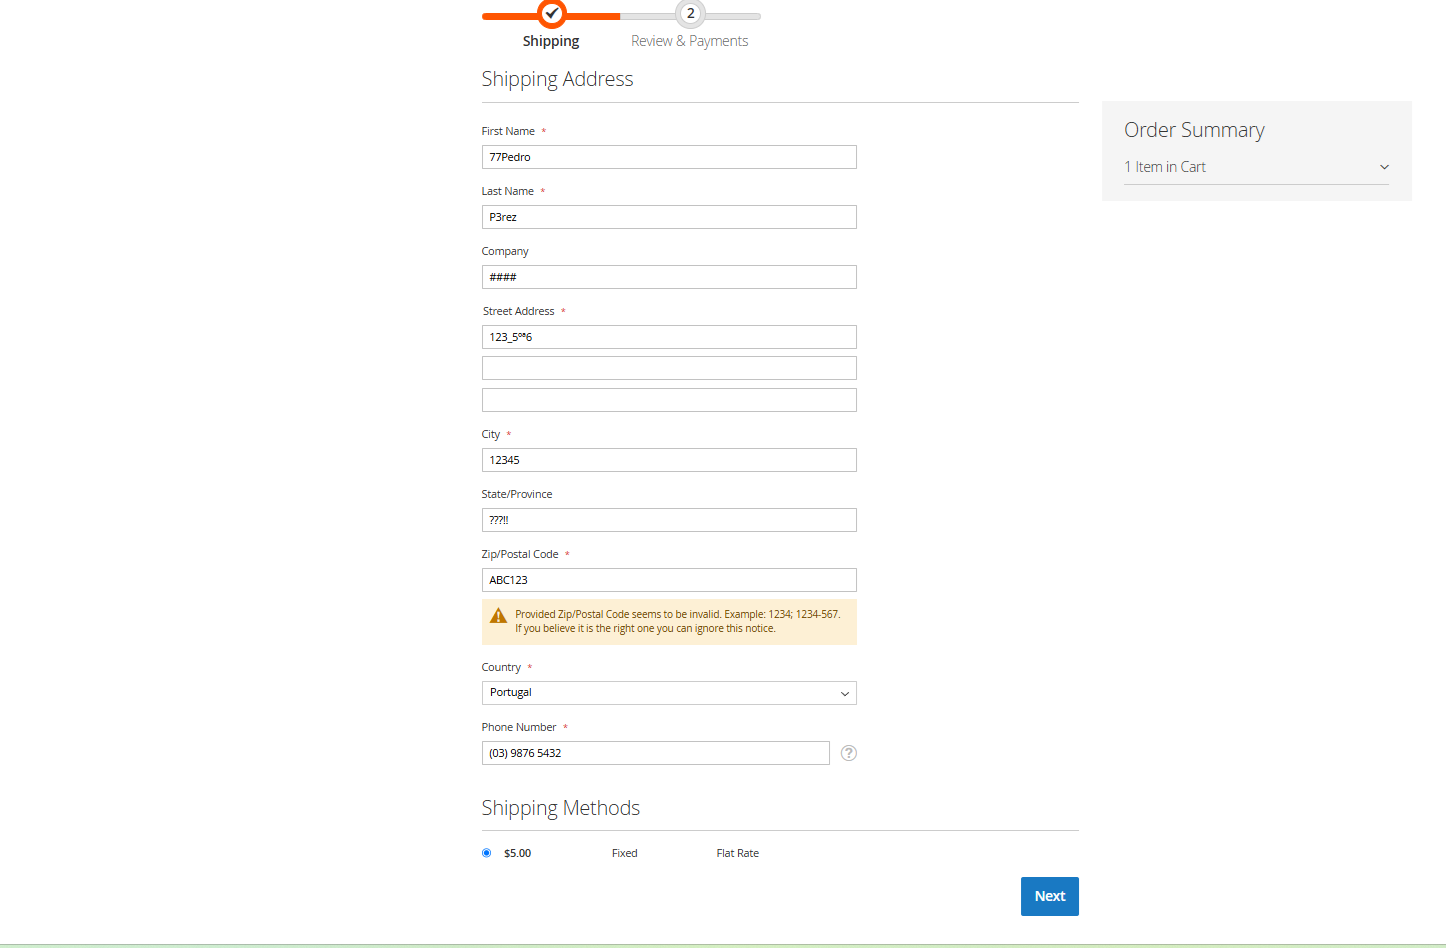 2
Shipping
Review & Payments
Shipping Address
First Name *
77Pedro
Last Name *
P3rez
Company
####
Street Address *
123_5ºª6
City *
12345
State/Province
???!!
Zip/Postal Code *
ABC123
Provided Zip/Postal Code seems to be invalid. Example: 1234; 1234-567.
If you believe it is the right one you can ignore this notice.
Country *
Portugal
Phone Number *
(03) 9876 5432
?
Shipping Methods
$5.00 Fixed Flat Rate
Next
Order Summary
1 Item in Cart